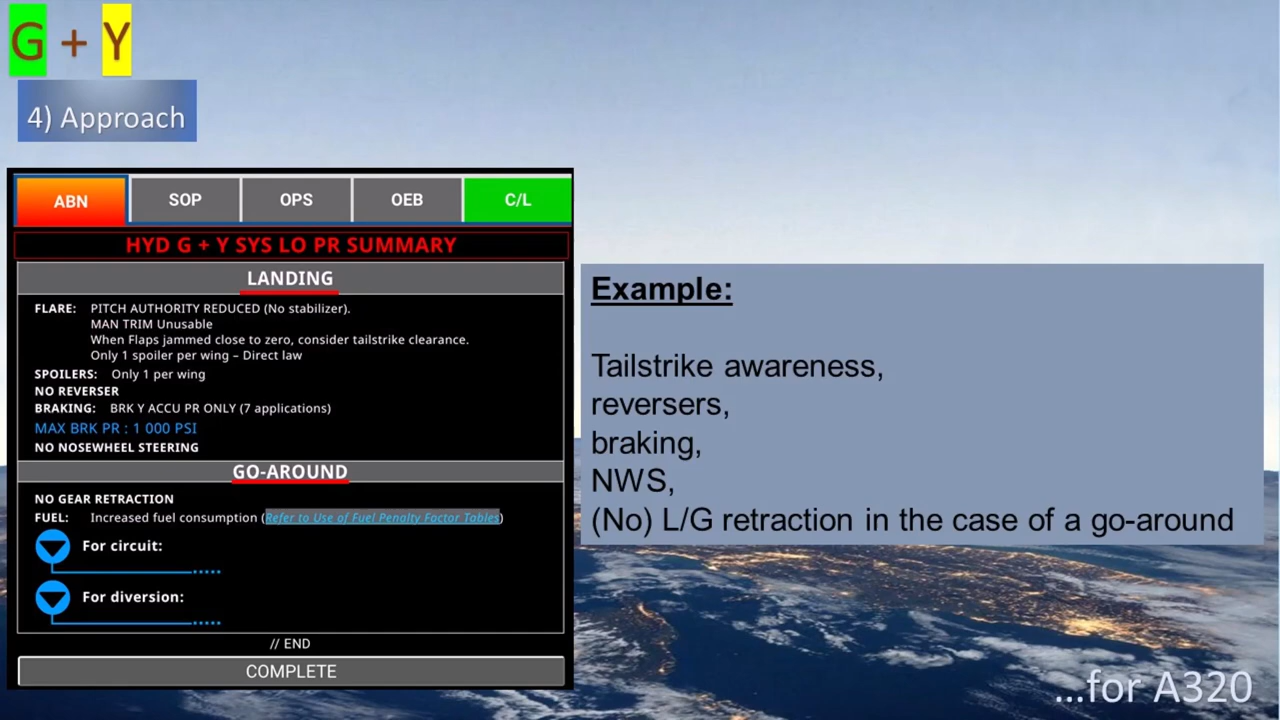 G + Y
4) Approach
ABN SOP OPS OEB C/L
HYD G + Y SYS LO PR SUMMARY
LANDING
FLARE: PITCH AUTHORITY REDUCED (No stabilizer).
MAN TRIM Unusable
When Flaps jammed close to zero, consider tailstrike clearance.
Only 1 spoiler per wing – Direct law
SPOILERS: Only 1 per wing
NO REVERSER
BRAKING: BRK Y ACCU PR ONLY (7 applications)
MAX BRK PR : 1 000 PSI
NO NOSEWHEEL STEERING
GO-AROUND
NO GEAR RETRACTION
FUEL: Increased fuel consumption (Refer to Use of Fuel Penalty Factor Tables)
For circuit:
For diversion:
// END
COMPLETE
Example:
Tailstrike awareness,
reversers,
braking,
NWS,
(No) L/G retraction in the case of a go-around
...for A320